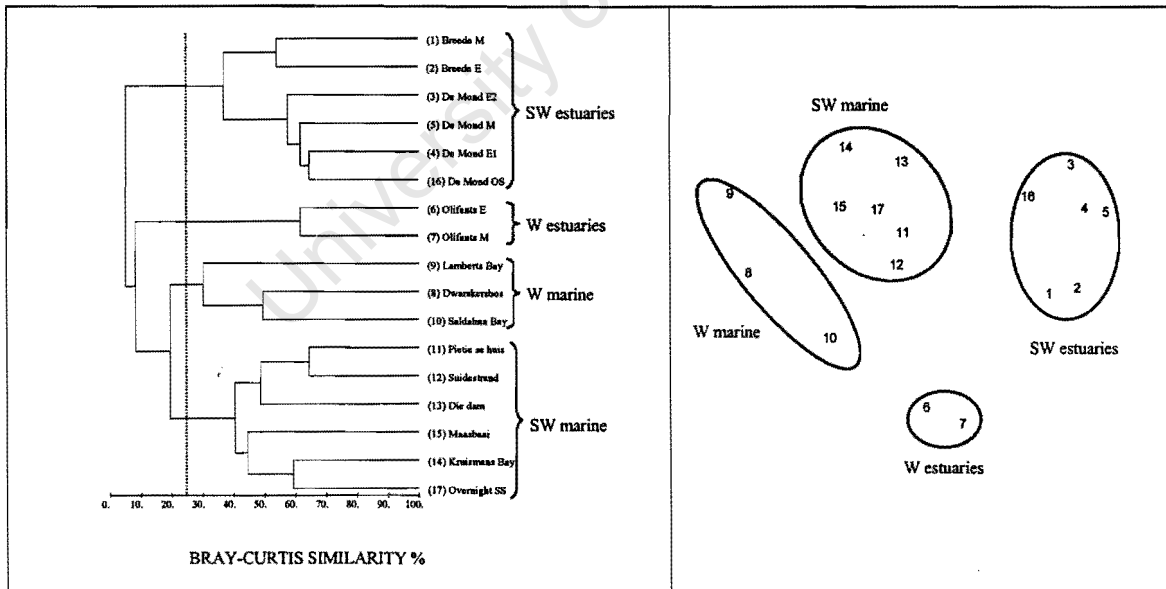 University o
(1) Breede M
(2) Breede E
(3) De Mond E2
(5) De Mond M
(4) De Mond E1
(16) De Mond OS
SW estuaries
(6) Olifants E
(7) Olifants M
W estuaries
(9) Lamberts Bay
(8) Dwarskersbos
(10) Saldahna Bay
W marine
(11) Pietie se huis
(12) Suidestrand
(13) Die dam
(15) Maasbaai
(14) Kruismans Bay
(17) Overnight SS
SW marine
0. 10. 20. 30. 40. 50. 60. 70. 80. 90. 100.
BRAY-CURTIS SIMILARITY %
SW marine
14
13
15
17
11
12
9
8
10
W marine
3
16
4
5
1
2
SW estuaries
6
7
W estuaries